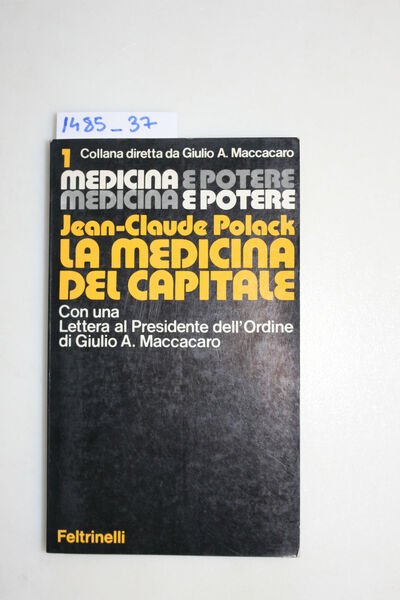 1485_37
1 Collana diretta da Giulio A. Maccacaro
MEDICINA E POTERE
MEDICINA E POTERE
Jean-Claude Polack
LA MEDICINA
DEL CAPITALE
Con una
Lettera al Presidente dell'Ordine
di Giulio A. Maccacaro
Feltrinelli